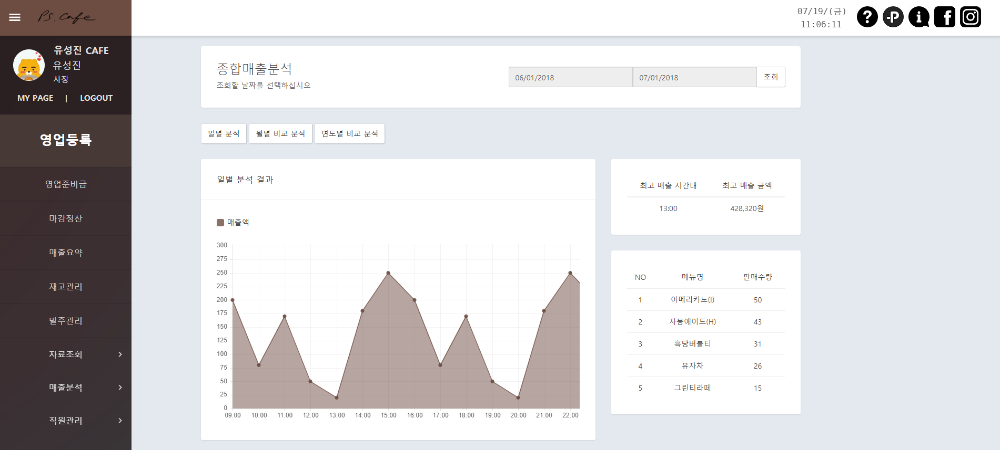 P.S. Cafe
07/19/(금)
11:06:11
유성진 CAFE
유성진
사장
MY PAGE | LOGOUT
영업등록
영업준비금
마감정산
매출요약
재고관리
발주관리
자료조회
매출분석
직원관리
종합매출분석
조회할 날짜를 선택하십시오
06/01/2018 07/01/2018 조회
일별 분석 월별 비교 분석 연도별 비교 분석
일별 분석 결과
매출액
300
275
250
225
200
175
150
125
100
75
50
25
0
09:00 10:00 11:00 12:00 13:00 14:00 15:00 16:00 17:00 18:00 19:00 20:00 21:00 22:00
최고 매출 시간대 최고 매출 금액
13:00 428,320원
NO 메뉴명 판매수량
1 아메리카노(I) 50
2 자몽에이드(H) 43
3 흑당버블티 31
4 유자차 26
5 그린티라떼 15